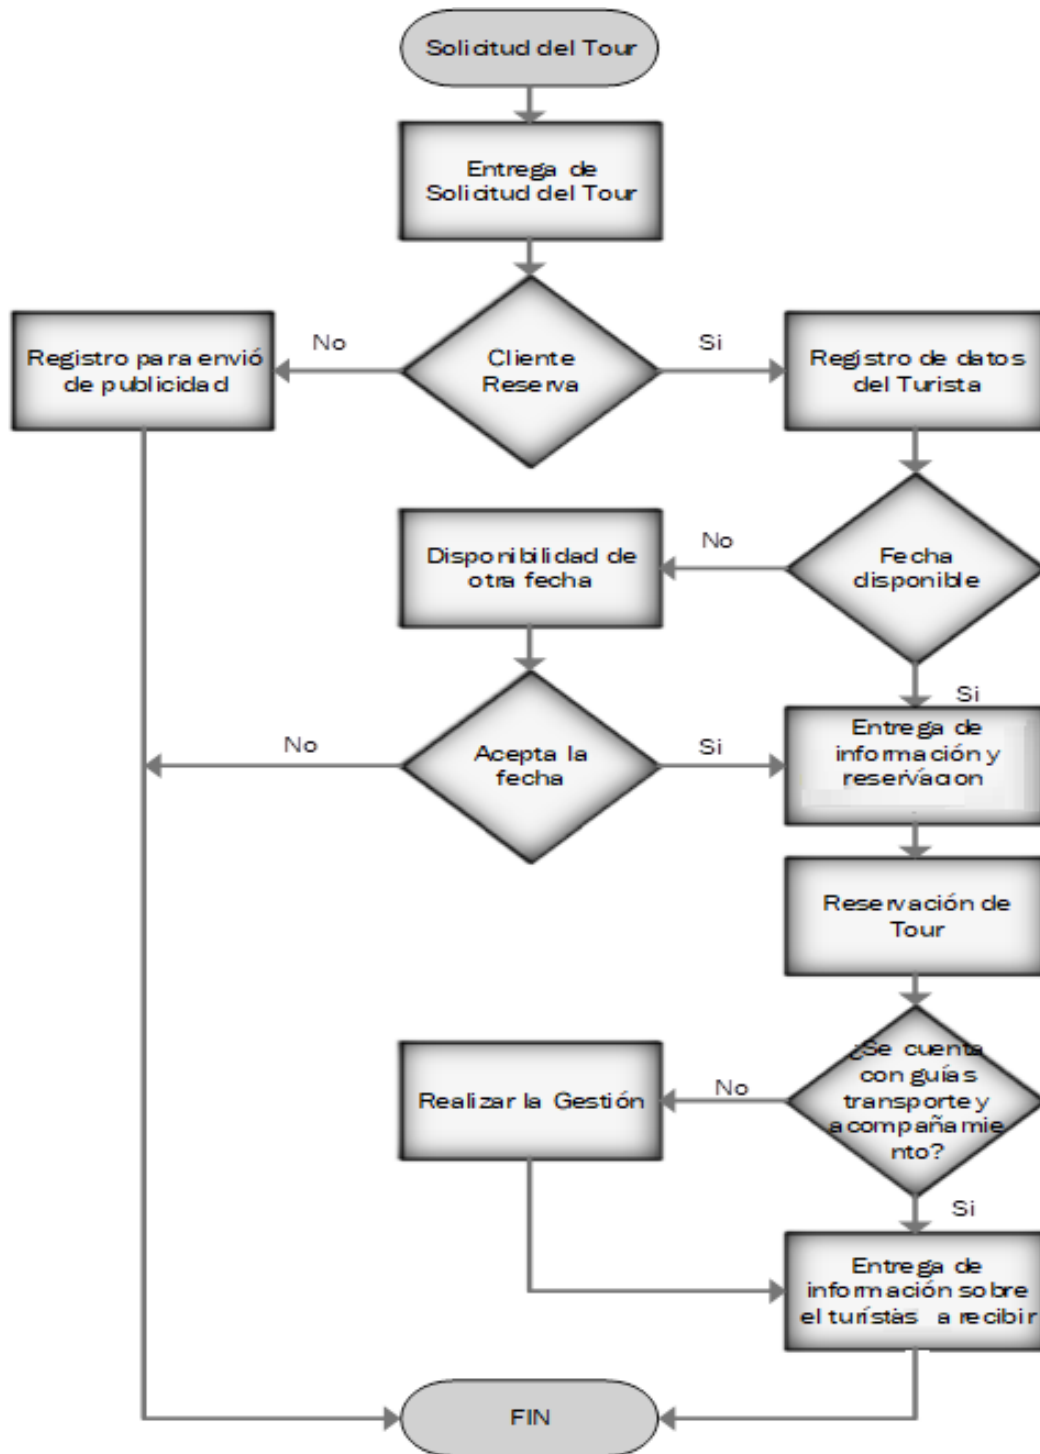 Solicitud del Tour
Entrega de
Solicitud del Tour
No
Si
Registro para envió
de publicidad
Cliente
Reserva
Registro de datos
del Turista
No
Disponibilidad de
otra fecha
Fecha
disponible
Si
No
Si
Acepta la
fecha
Entrega de
información y
reservacion
Reservación de
Tour
¿Se cuenta
con guías
transporte y
acompañamie
nto?
No
Realizar la Gestión
Si
Entrega de
información sobre
el turístas a recibir
FIN